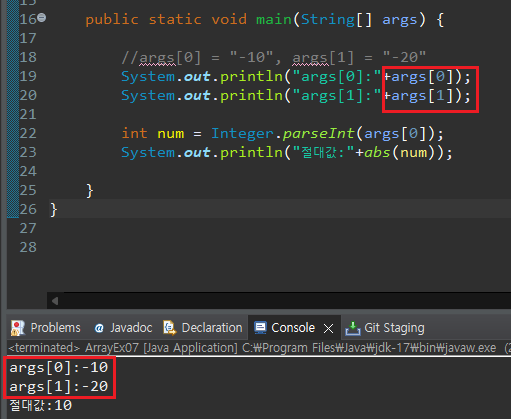 16 public static void main(String[] args) {
17
18 //args[0] = "-10", args[1] = "-20"
19 System.out.println("args[0]:"+args[0]);
20 System.out.println("args[1]:"+args[1]);
21
22 int num = Integer.parseInt(args[0]);
23 System.out.println("절대값:"+abs(num));
24
25 }
26 }
27
28
Problems Javadoc Declaration Console Git Staging
<terminated> ArrayEx07 [Java Application] C:₩Program Files₩Java₩jdk-17₩bin₩javaw.exe (2
args[0]:-10
args[1]:-20
절대값:10